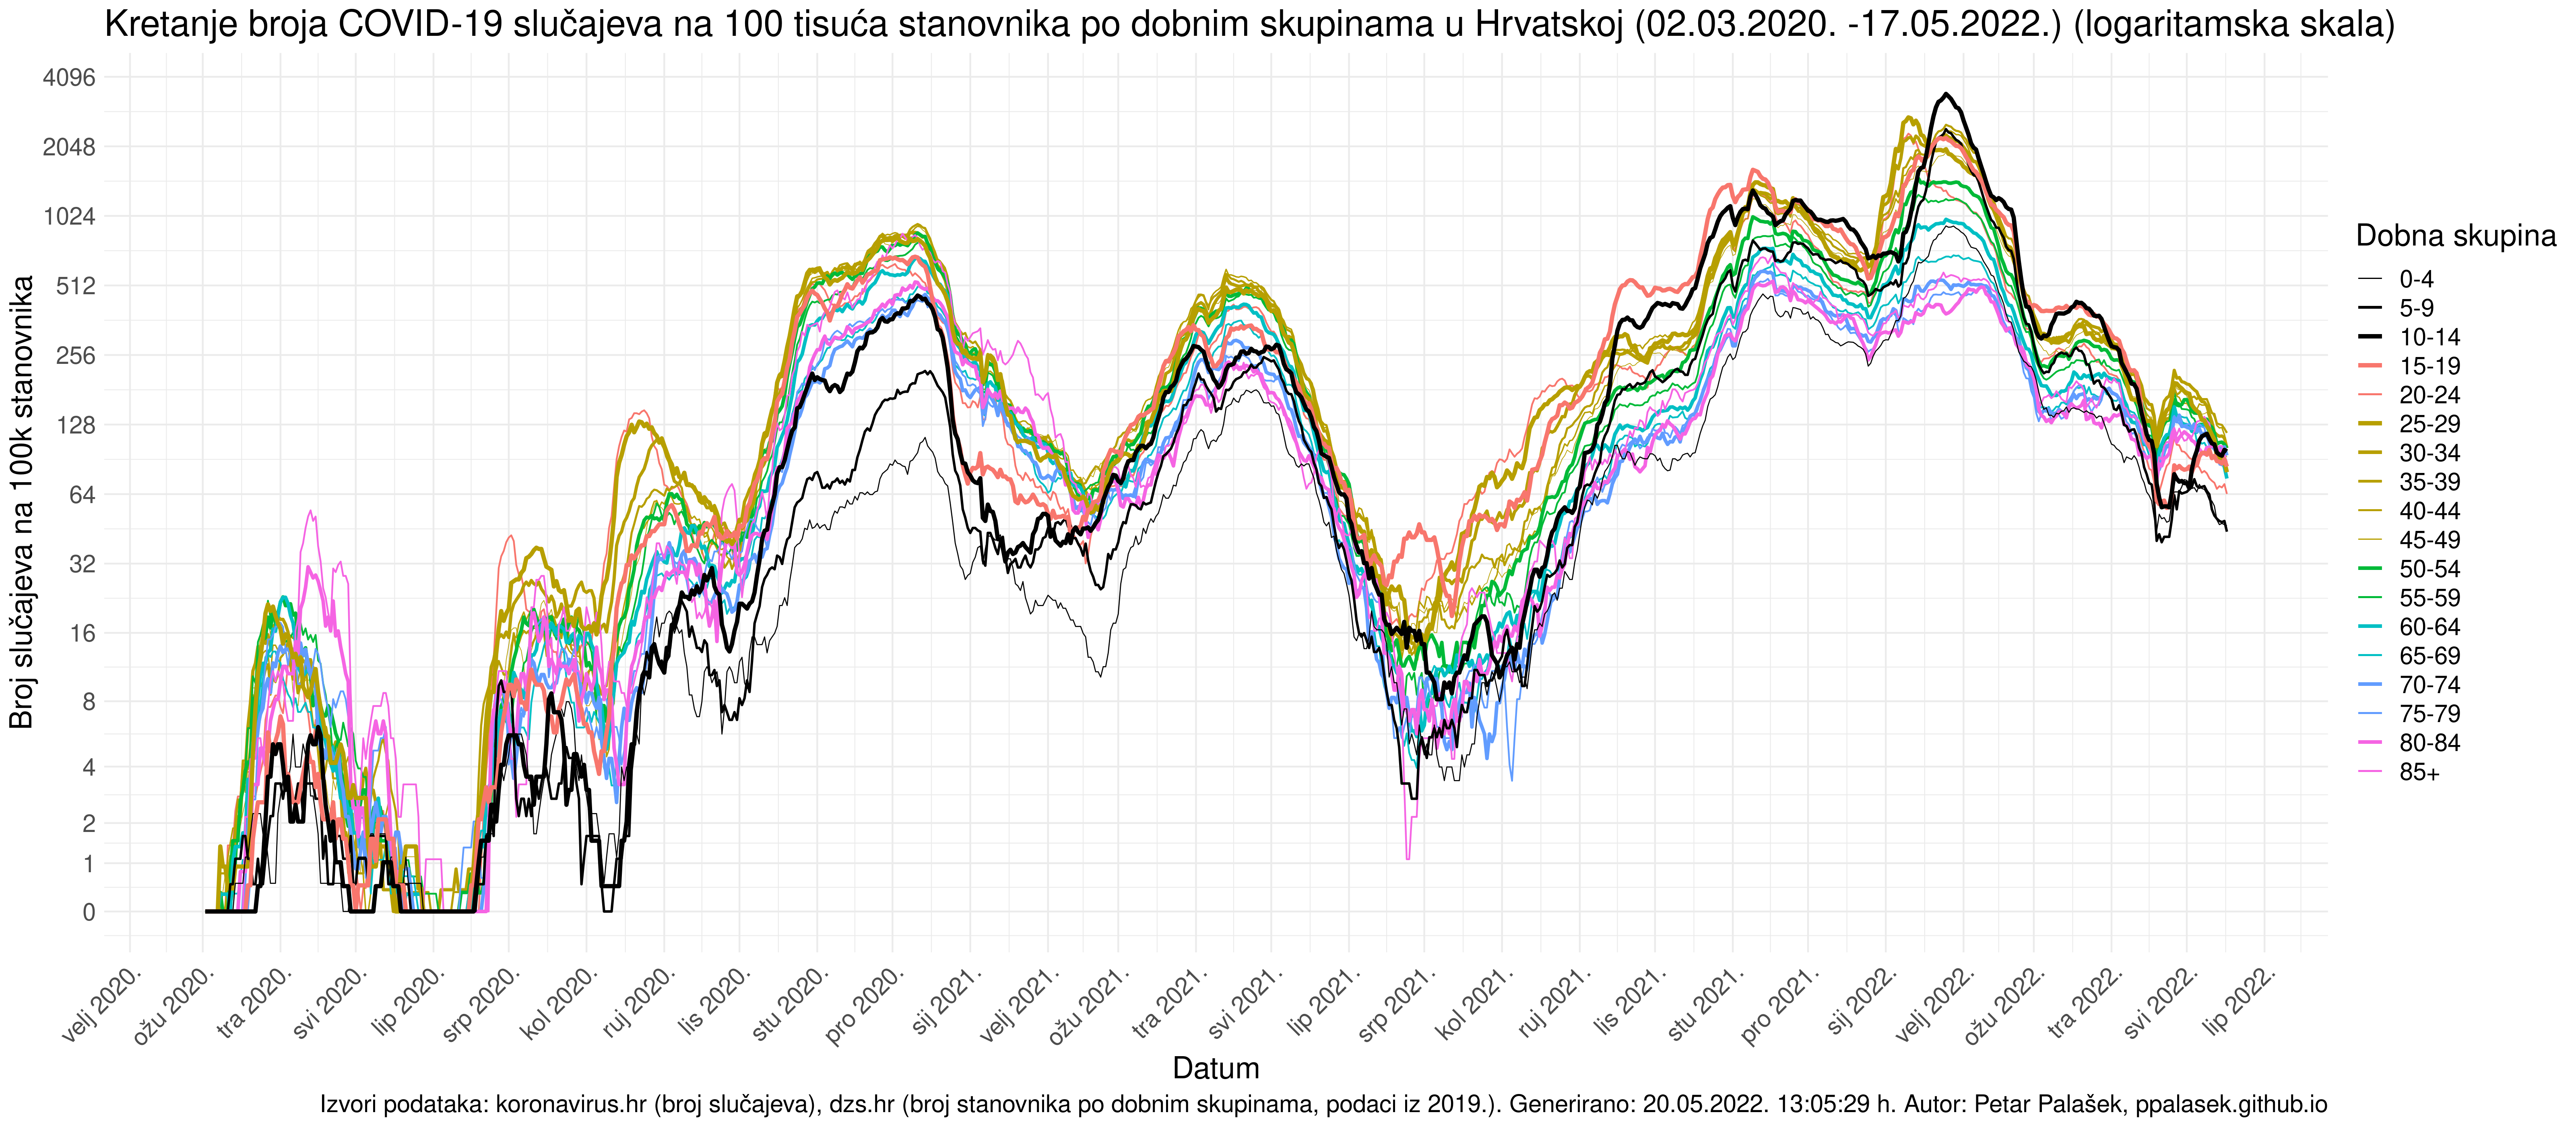 Kretanje broja COVID-19 slučajeva na 100 tisuća stanovnika po dobnim skupinama u Hrvatskoj (02.03.2020. -17.05.2022.) (logaritamska skala)
Broj slučajeva na 100k stanovnika
4096
2048
1024
512
256
128
64
32
16
8
4
2
1
0
velj 2020.
ožu 2020.
tra 2020.
svi 2020.
lip 2020.
srp 2020.
kol 2020.
ruj 2020.
lis 2020.
stu 2020.
pro 2020.
sij 2021.
velj 2021.
ožu 2021.
tra 2021.
svi 2021.
lip 2021.
srp 2021.
kol 2021.
ruj 2021.
lis 2021.
stu 2021.
pro 2021.
sij 2022.
velj 2022.
ožu 2022.
tra 2022.
svi 2022.
lip 2022.
Datum
Dobna skupina
0-4
5-9
10-14
15-19
20-24
25-29
30-34
35-39
40-44
45-49
50-54
55-59
60-64
65-69
70-74
75-79
80-84
85+
Izvori podataka: koronavirus.hr (broj slučajeva), dzs.hr (broj stanovnika po dobnim skupinama, podaci iz 2019.). Generirano: 20.05.2022. 13:05:29 h. Autor: Petar Palašek, ppalasek.github.io